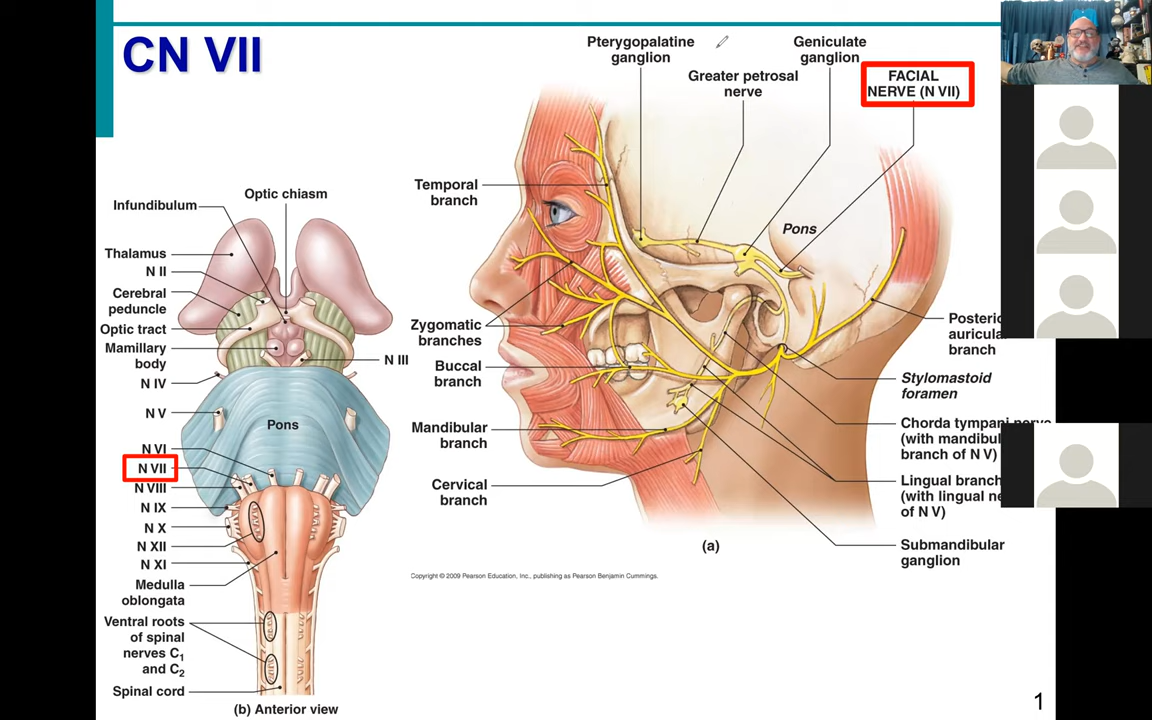 CN VII
Pterygopalatine
ganglion
Geniculate
ganglion
Greater petrosal
nerve
FACIAL
NERVE (N VII)
Temporal
branch
Pons
Zygomatic
branches
Buccal
branch
Mandibular
branch
Cervical
branch
auricula
branch
Stylomastoid
foramen
Chorda tympani nerve
(with mandibu
branch of N V)
Lingual branch
(with lingual ne
of N V)
Submandibular
ganglion
(a)
Copyright © 2009 Pearson Education, Inc., publishing as Pearson Benjamin Cummings.
Optic chiasm
Infundibulum
Thalamus
N II
Cerebral
peduncle
Optic tract
Mamillary
body
N III
N IV
N V
Pons
N VI
N VII
N VIII
N IX
N X
N XII
N XI
Medulla
oblongata
Ventral roots
of spinal
nerves C1
and C2
Spinal cord
(b) Anterior view
1